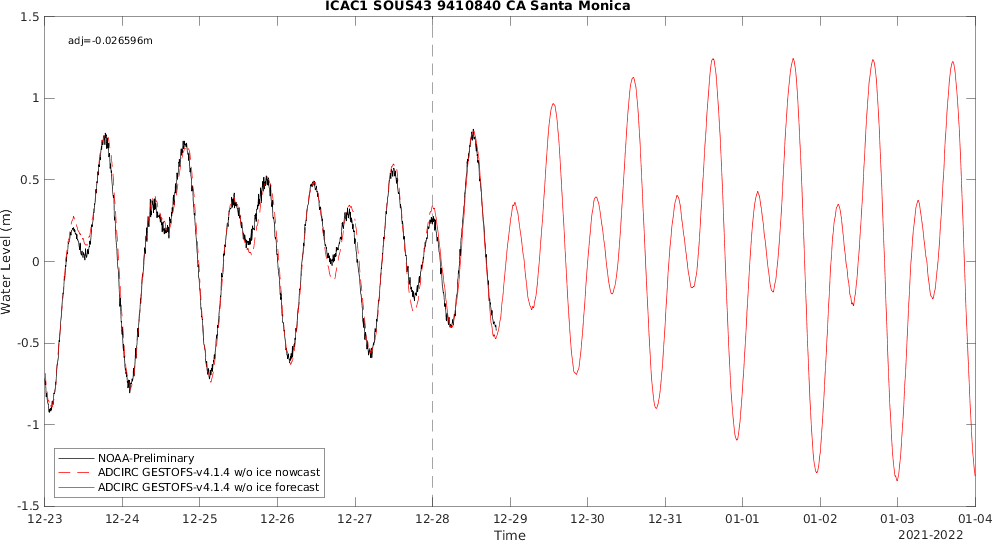 ICAC1 SOUS43 9410840 CA Santa Monica
adj=-0.026596m
1.5
1
0.5
0
-0.5
-1
-1.5
Water Level (m)
NOAA-Preliminary
ADCIRC GESTOFS-v4.1.4 w/o ice nowcast
ADCIRC GESTOFS-v4.1.4 w/o ice forecast
12-23 12-24 12-25 12-26 12-27 12-28 12-29 12-30 12-31 01-01 01-02 01-03 01-04
Time
2021-2022